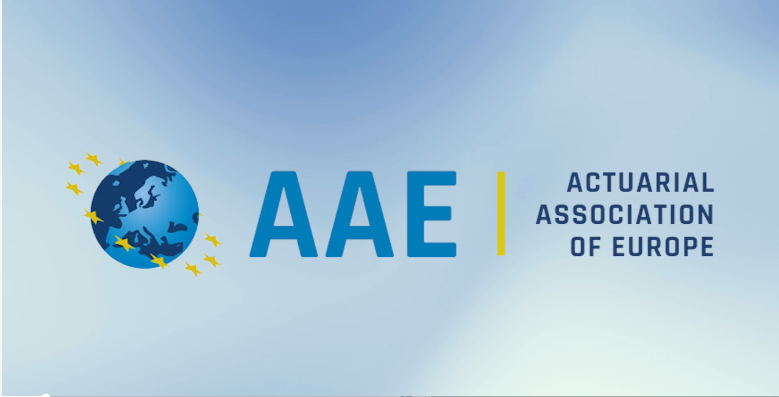 AAE
ACTUARIAL
ASSOCIATION
OF EUROPE